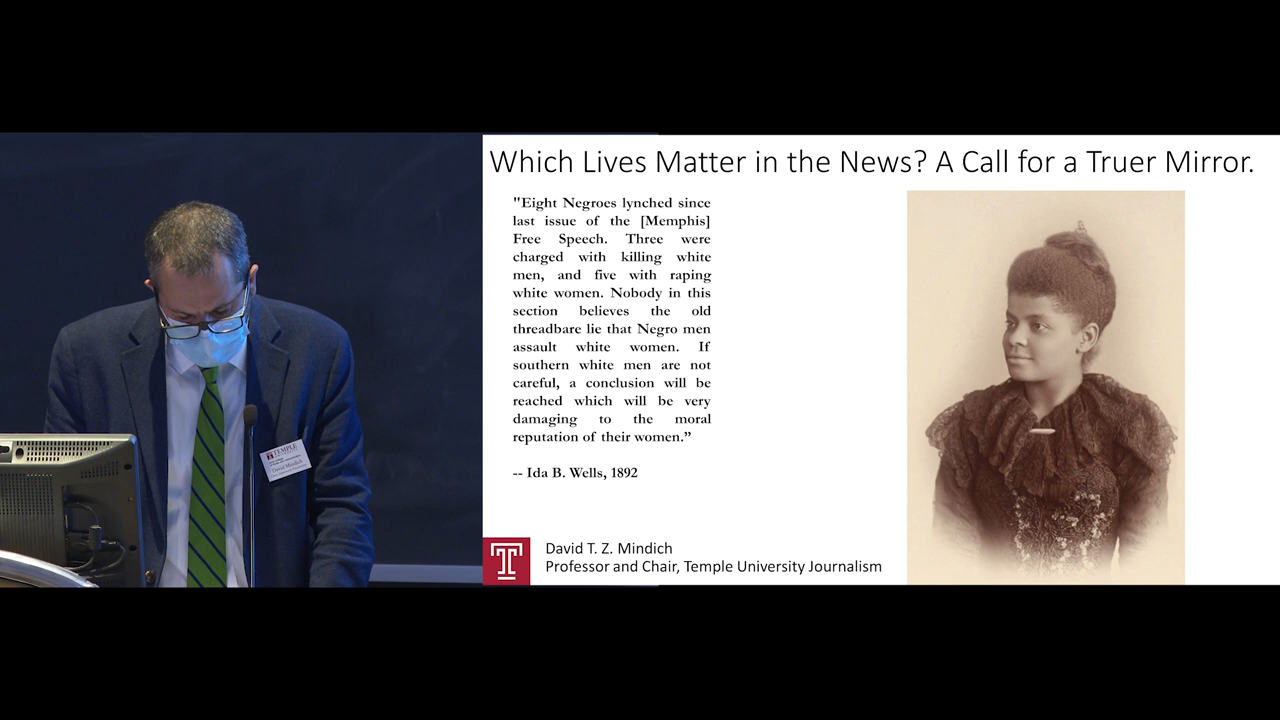 Which Lives Matter in the News? A Call for a Truer Mirror.
"Eight Negroes lynched since
last issue of the [Memphis]
Free Speech. Three were
charged with killing white
men, and five with raping
white women. Nobody in this
section believes the old
threadbare lie that Negro men
assault white women. If
southern white men are not
careful, a conclusion will be
reached which will be very
damaging to the moral
reputation of their women.”
-- Ida B. Wells, 1892
David T. Z. Mindich
Professor and Chair, Temple University Journalism
TEMPLE
David Mindich